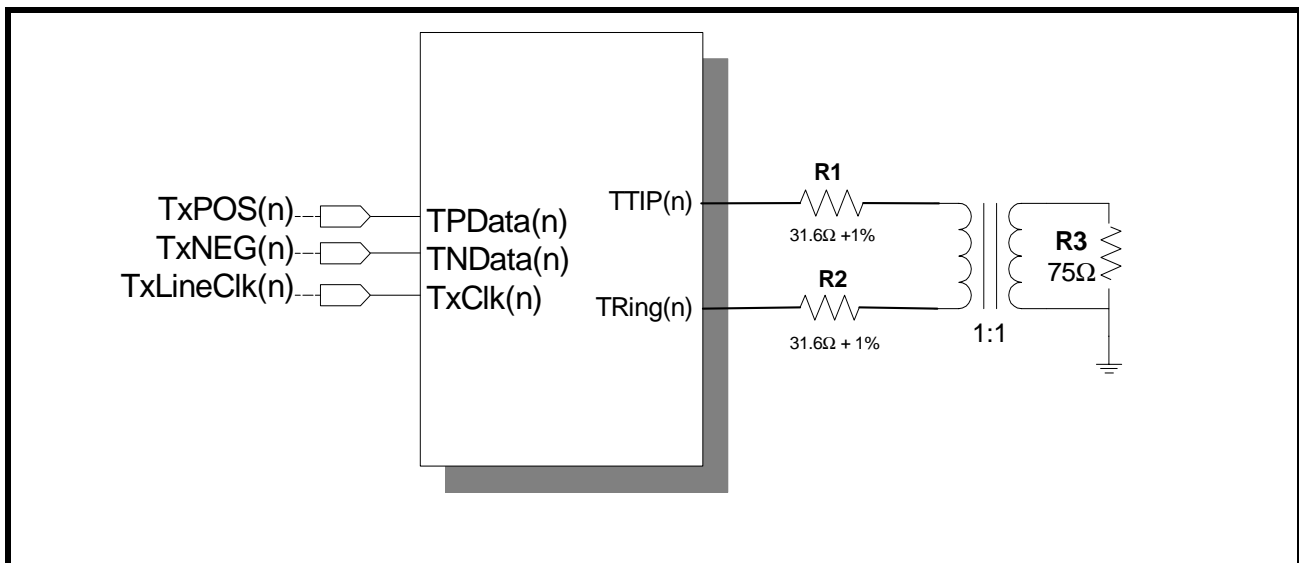 TxPOS(n)
TxNEG(n)
TxLineClk(n)
TPData(n)
TNData(n)
TxClk(n)
TTIP(n)
TRing(n)
R1
31.6Ω +1%
R2
31.6Ω + 1%
1:1
R3
75Ω